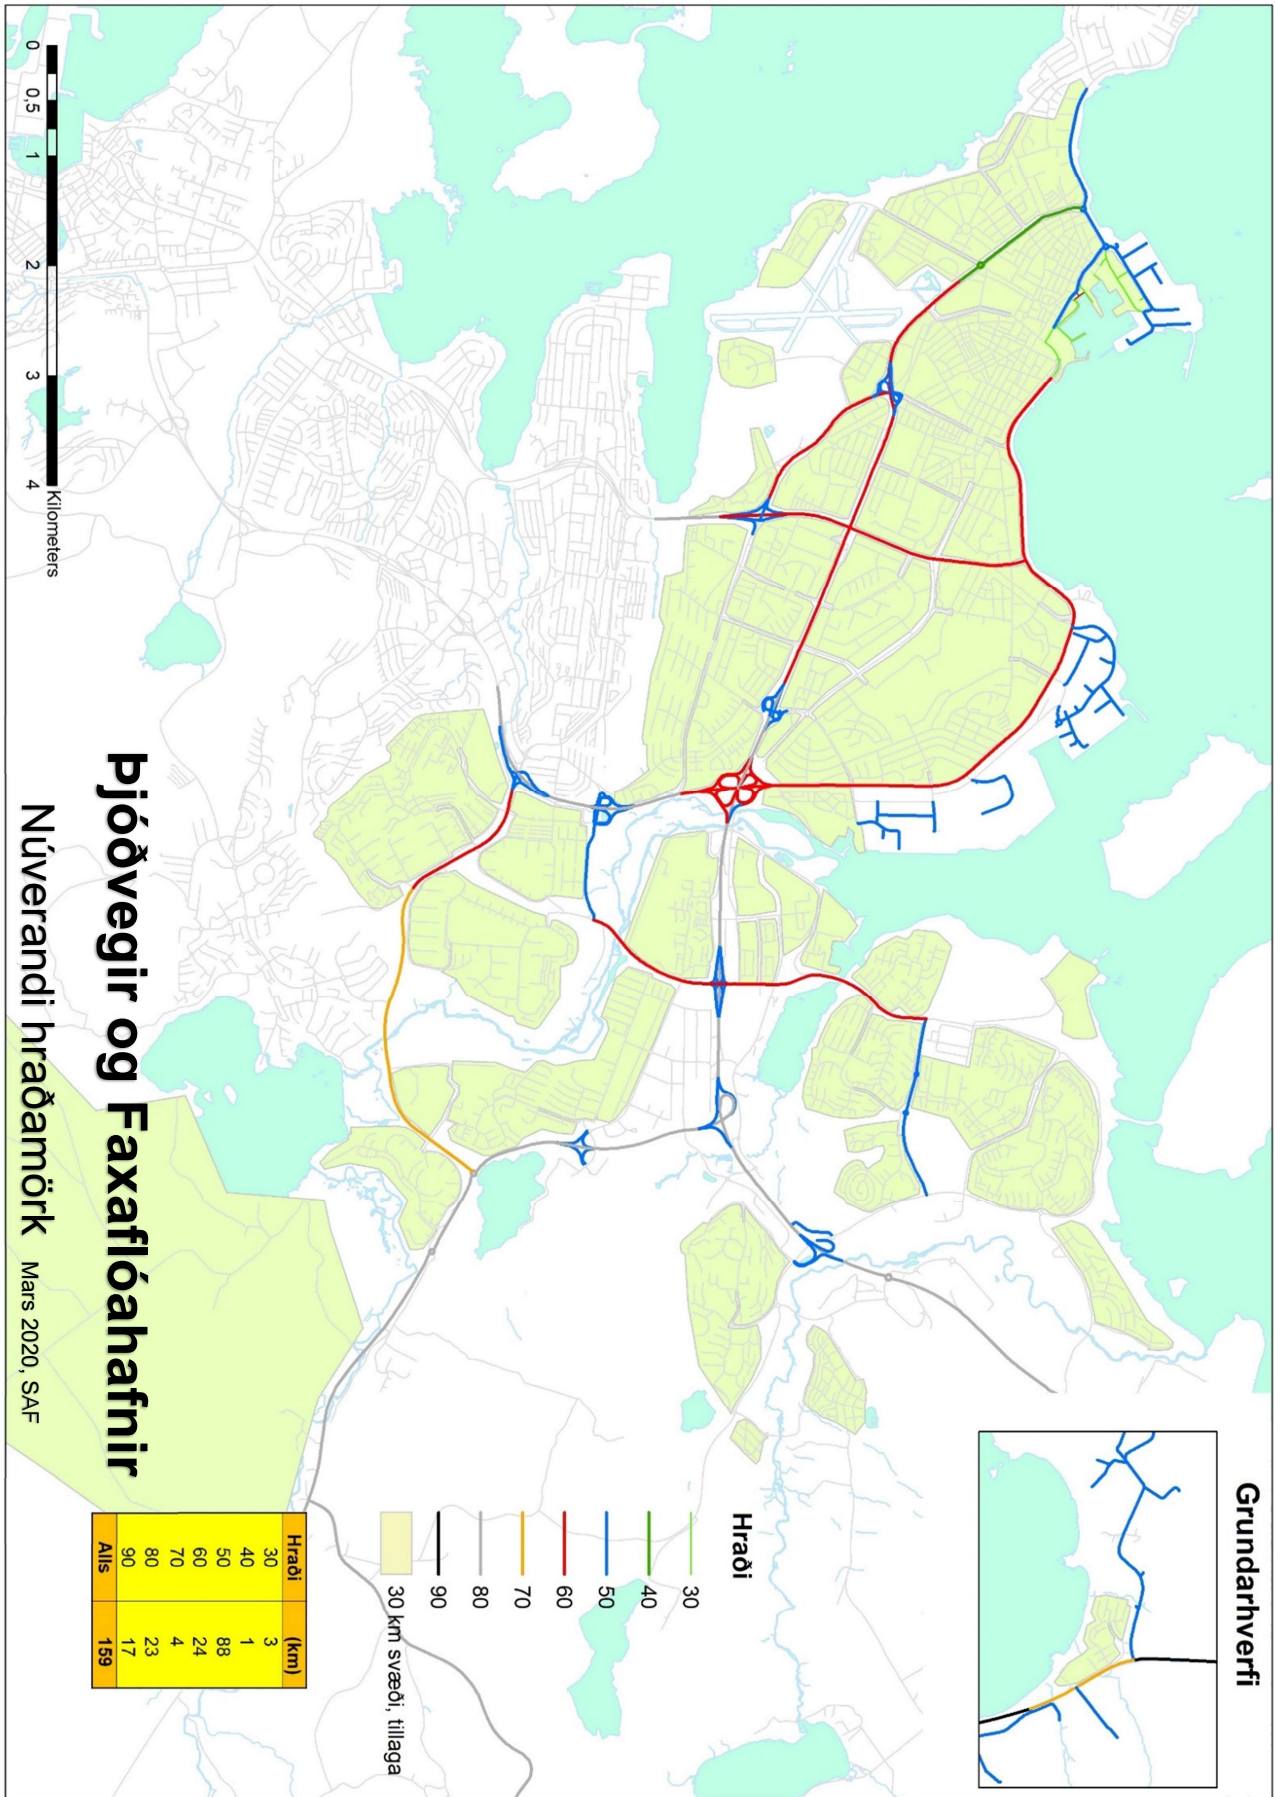 Grundarhverfi
Þjóðvegir og Faxaflóahafnir
Núverandi hraðamörk Mars 2020, SAF
Hraði
30
40
50
60
70
80
90
30 km svæði, tillaga
Hraði (km)
30 3
40 1
50 88
60 24
70 4
80 23
90 17
Alls 159
0 0,5 1 2 3 4
Kilometers